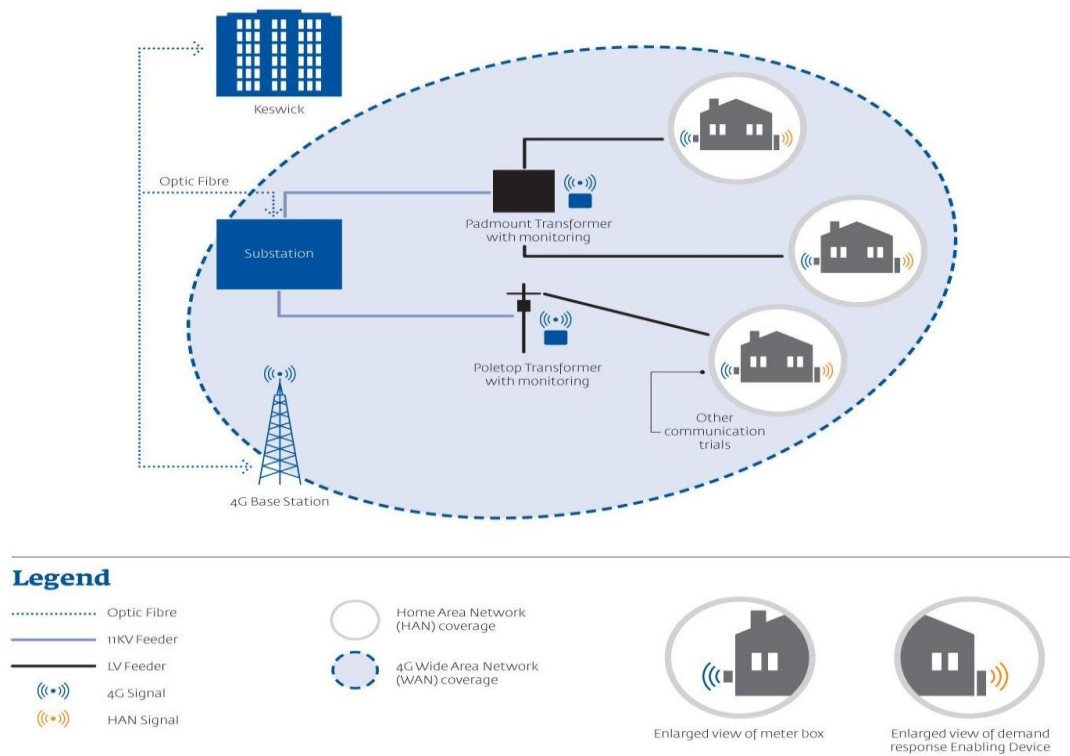 Keswick
Optic Fibre
Substation
Padmount Transformer
with monitoring
Poletop Transformer
with monitoring
Other
communication
trials
4G Base Station
Legend
Optic Fibre
11KV Feeder
LV Feeder
4G Signal
HAN Signal
Home Area Network
(HAN) coverage
4G Wide Area Network
(WAN) coverage
Enlarged view of meter box
Enlarged view of demand
response Enabling Device